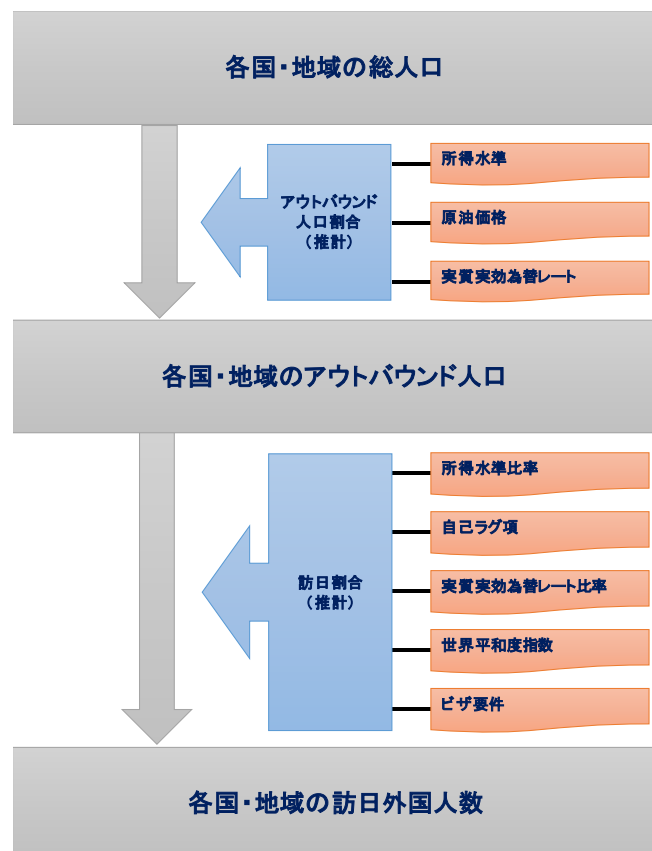 各国・地域の総人口
アウトバウンド
人口割合
（推計）
所得水準
原油価格
実質実効為替レート
各国・地域のアウトバウンド人口
訪日割合
（推計）
所得水準比率
自己ラグ項
実質実効為替レート比率
世界平和度指数
ビザ要件
各国・地域の訪日外国人数